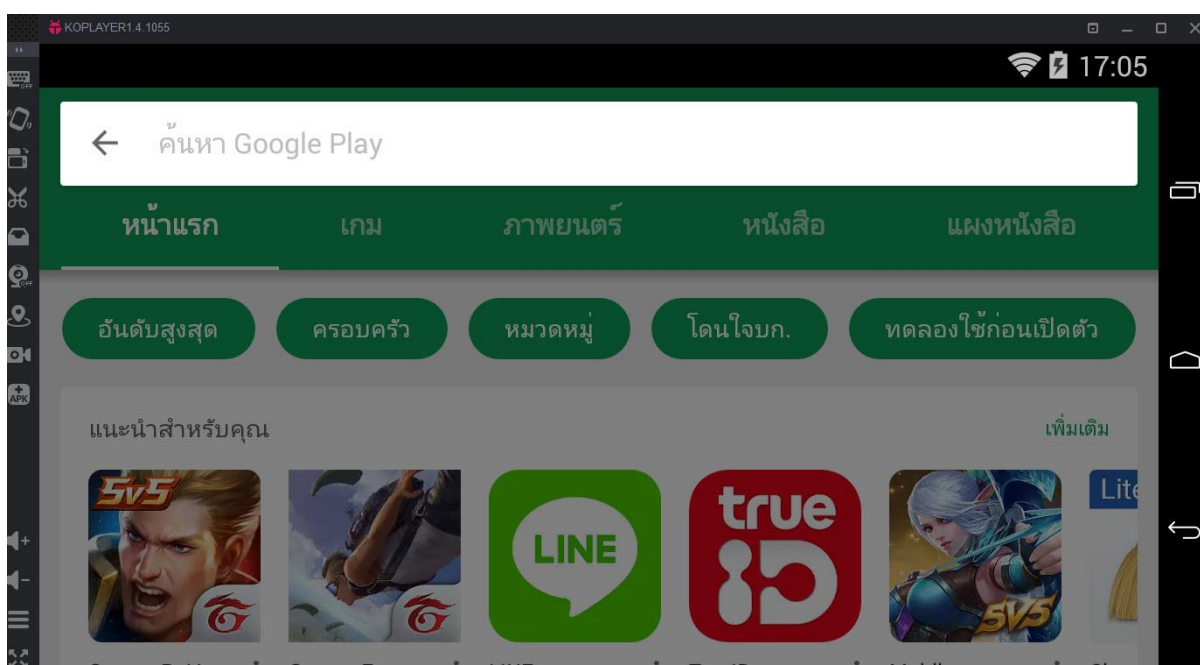 KOPLAYER1.4.1055
17:05
OFF
ค้นหา Google Play
หน้าแรก
เกม
ภาพยนตร์
หนังสือ
แผงหนังสือ
OFF
อันดับสูงสุด
ครอบครัว
หมวดหมู่
โดนใจบก.
ทดลองใช้ก่อนเปิดตัว
APK
แนะนำสำหรับคุณ
เพิ่มเติม
5v5
LINE
true
iD
5V5
Lite